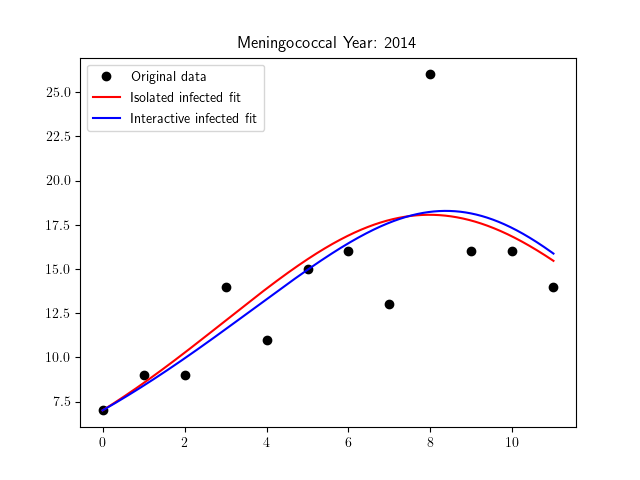 Meningococcal Year: 2014
Original data
Isolated infected fit
Interactive infected fit
25.0
22.5
20.0
17.5
15.0
12.5
10.0
7.5
0 2 4 6 8 10